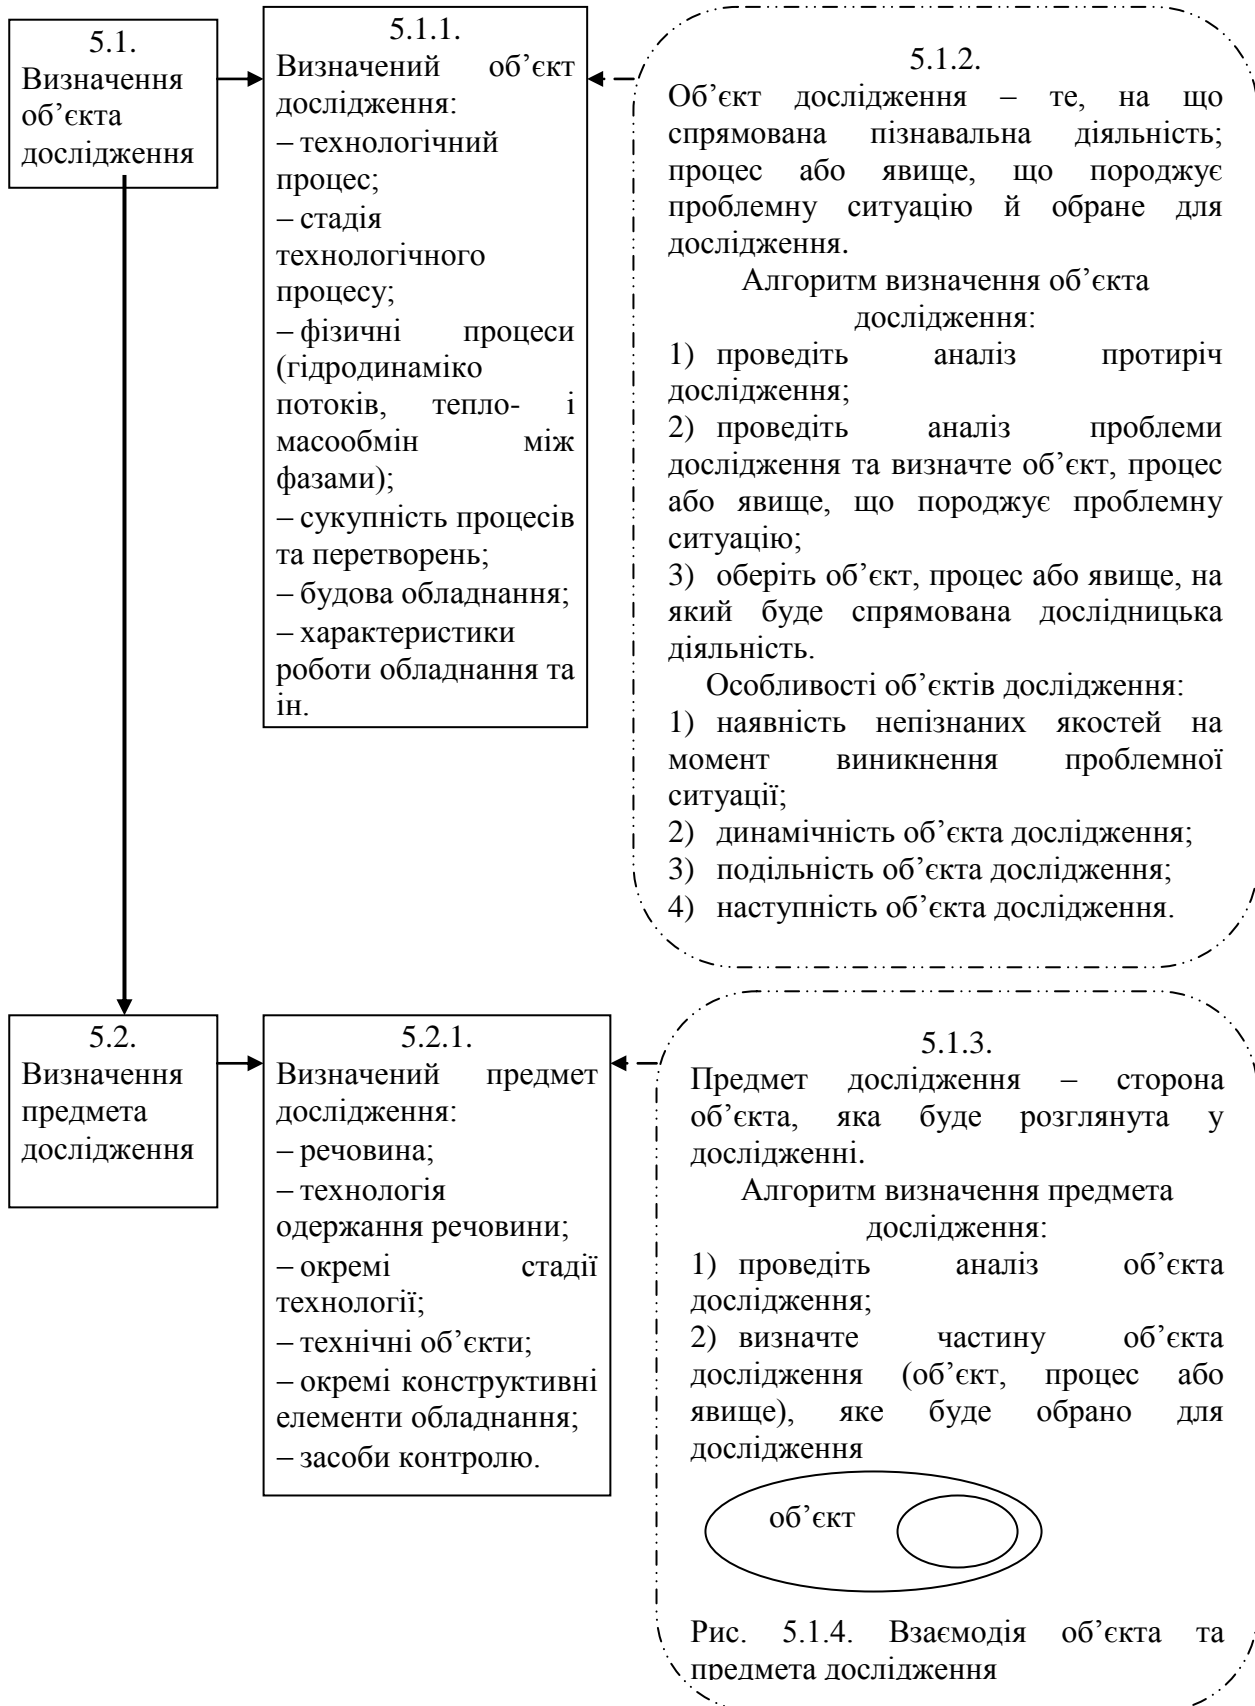 5.1.
Визначення
об’єкта
дослідження
5.1.1.
Визначений об’єкт
дослідження:
– технологічний
процес;
– стадія
технологічного
процесу;
– фізичні процеси
(гідродинаміко
потоків, тепло- і
масообмін між
фазами);
– сукупність процесів
та перетворень;
– будова обладнання;
– характеристики
роботи обладнання та
ін.
5.1.2.
Об’єкт дослідження – те, на що
спрямована пізнавальна діяльність;
процес або явище, що породжує
проблемну ситуацію й обране для
дослідження.
Алгоритм визначення об’єкта
дослідження:
1) проведіть аналіз протиріч
дослідження;
2) проведіть аналіз проблеми
дослідження та визначте об’єкт, процес
або явище, що породжує проблемну
ситуацію;
3) оберіть об’єкт, процес або явище, на
який буде спрямована дослідницька
діяльність.
Особливості об’єктів дослідження:
1) наявність непізнаних якостей на
момент виникнення проблемної
ситуації;
2) динамічність об’єкта дослідження;
3) подільність об’єкта дослідження;
4) наступність об’єкта дослідження.
5.2.
Визначення
предмета
дослідження
5.2.1.
Визначений предмет
дослідження:
– речовина;
– технологія
одержання речовини;
– окремі стадії
технології;
– технічні об’єкти;
– окремі конструктивні
елементи обладнання;
– засоби контролю.
5.1.3.
Предмет дослідження – сторона
об’єкта, яка буде розглянута у
дослідженні.
Алгоритм визначення предмета
дослідження:
1) проведіть аналіз об’єкта
дослідження;
2) визначте частину об’єкта
дослідження (об’єкт, процес або
явище), яке буде обрано для
дослідження
об’єкт
Рис. 5.1.4. Взаємодія об’єкта та
предмета дослідження